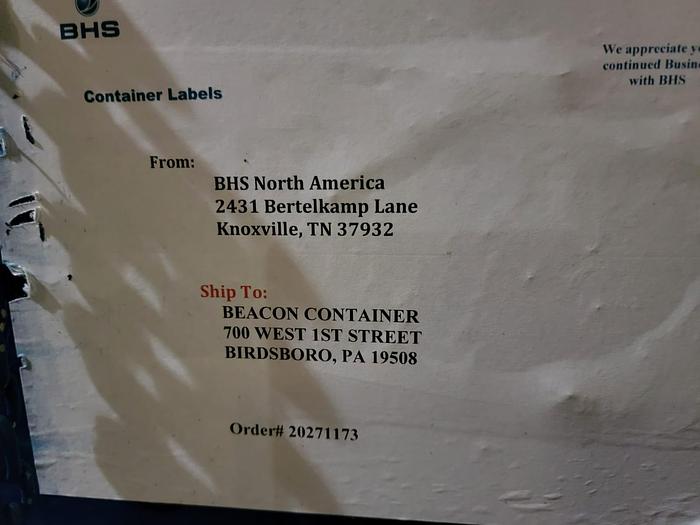 BHS
We appreciate
continued
with BHS
Container Labels
From:
BHS North America
2431 Bertelkamp Lane
Knoxville, TN 37932
Ship To:
BEACON CONTAINER
700 WEST 1ST STREET
BIRDSBORO, PA 19508
Order# 20271173